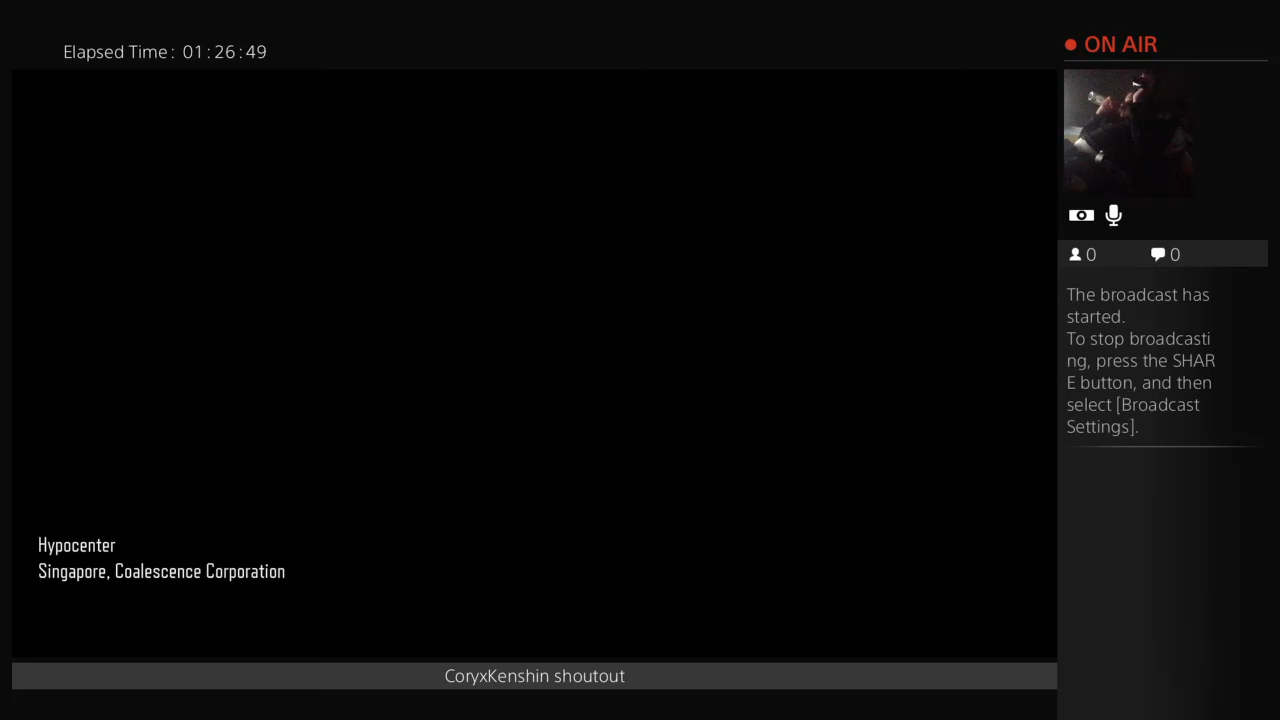 Elapsed Time: 01:26:49
ON AIR
0 0
The broadcast has
started.
To stop broadcasti
ng, press the SHAR
E button, and then
select [Broadcast
Settings].
Hypocenter
Singapore, Coalescence Corporation
CoryxKenshin shoutout